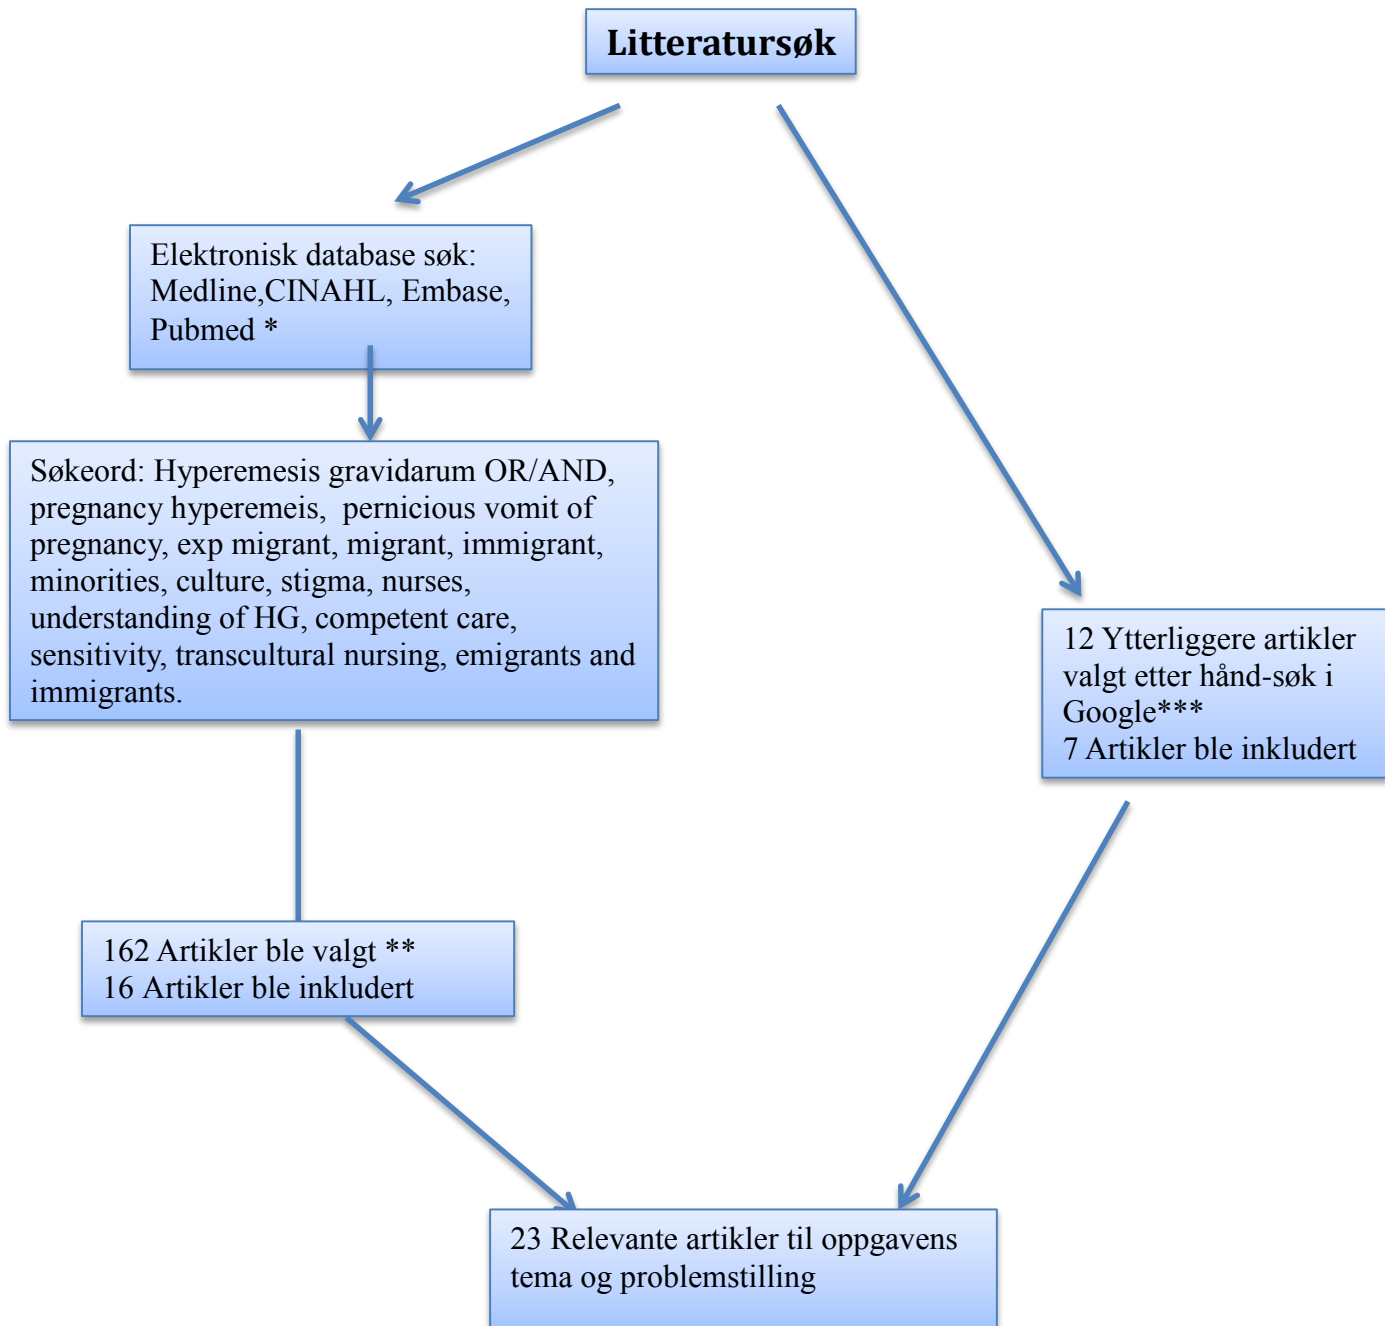 Litteratursøk
Elektronisk database søk:
Medline,CINAHL, Embase,
Pubmed *
Søkeord: Hyperemesis gravidarum OR/AND,
pregnancy hyperemeis, pernicious vomit of
pregnancy, exp migrant, migrant, immigrant,
minorities, culture, stigma, nurses,
understanding of HG, competent care,
sensitivity, transcultural nursing, emigrants and
immigrants.
12 Ytterliggere artikler
valgt etter hånd-søk i
Google***
7 Artikler ble inkludert
162 Artikler ble valgt **
16 Artikler ble inkludert
23 Relevante artikler til oppgavens
tema og problemstilling